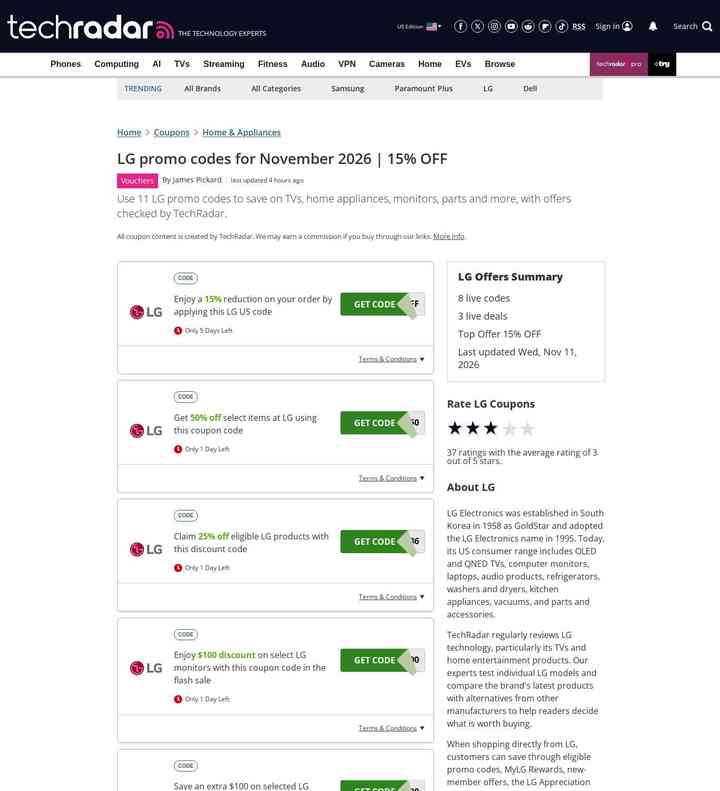 techradar THE TECHNOLOGY EXPERTS
US Edition
RSS
Sign in
Search
Phones Computing AI TVs Streaming Fitness Audio VPN Cameras Home EVs Browse
techradar pro
TRENDING All Brands All Categories Samsung Paramount Plus LG Dell
Home > Coupons > Home & Appliances
LG promo codes for November 2026 | 15% OFF
Vouchers By James Pickard last updated 4 hours ago
Use 11 LG promo codes to save on TVs, home appliances, monitors, parts and more, with offers
checked by TechRadar.
All coupon content is created by TechRadar. We may earn a commission if you buy through our links. More Info.
CODE
LG
Enjoy a 15% reduction on your order by
applying this LG US code
GET CODE FF
Only 5 Days Left
Terms & Conditions
CODE
LG
Get 50% off select items at LG using
this coupon code
GET CODE 50
Only 1 Day Left
Terms & Conditions
CODE
LG
Claim 25% off eligible LG products with
this discount code
GET CODE 36
Only 1 Day Left
Terms & Conditions
CODE
LG
Enjoy $100 discount on select LG
monitors with this coupon code in the
flash sale
GET CODE 00
Only 1 Day Left
Terms & Conditions
CODE
Save an extra $100 on selected LG
GET CODE
LG Offers Summary
8 live codes
3 live deals
Top Offer 15% OFF
Last updated Wed, Nov 11,
2026
Rate LG Coupons
37 ratings with the average rating of 3
out of 5 stars.
About LG
LG Electronics was established in South
Korea in 1958 as GoldStar and adopted
the LG Electronics name in 1995. Today,
its US consumer range includes OLED
and QNED TVs, computer monitors,
laptops, audio products, refrigerators,
washers and dryers, kitchen
appliances, vacuums, and parts and
accessories.
TechRadar regularly reviews LG
technology, particularly its TVs and
home entertainment products. Our
experts test individual LG models and
compare the brand's latest products
with alternatives from other
manufacturers to help readers decide
what is worth buying.
When shopping directly from LG,
customers can save through eligible
promo codes, MyLG Rewards, new-
member offers, the LG Appreciation